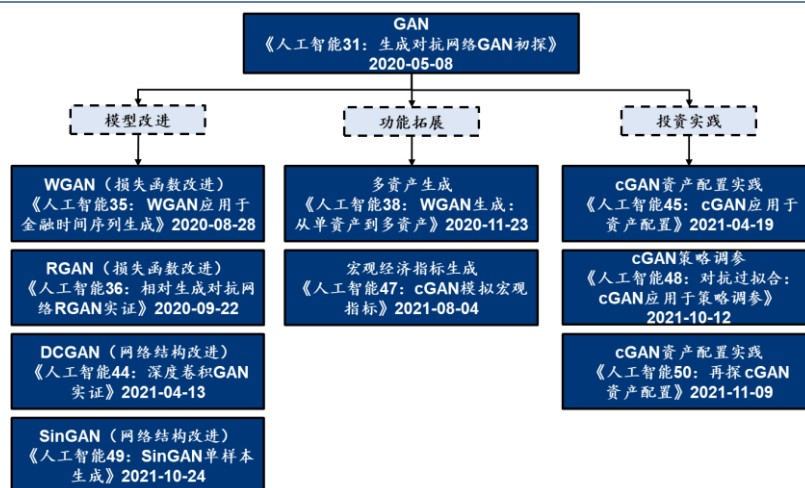 GAN
《人工智能31：生成对抗网络GAN初探》
2020-05-08
模型改进
功能拓展
投资实践
WGAN（损失函数改进）
《人工智能35：WGAN应用于
金融时间序列生成》2020-08-28
RGAN（损失函数改进）
《人工智能36：相对生成对抗网
络RGAN实证》2020-09-22
DCGAN（网络结构改进）
《人工智能44：深度卷积GAN
实证》2021-04-13
SinGAN（网络结构改进）
《人工智能49：SinGAN单样本
生成》2021-10-24
多资产生成
《人工智能38：WGAN生成：
从单资产到多资产》2020-11-23
宏观经济指标生成
《人工智能47：cGAN模拟宏观
指标》2021-08-04
cGAN资产配置实践
《人工智能45：cGAN应用于
资产配置》2021-04-19
cGAN策略调参
《人工智能48：对抗过拟合：
cGAN应用于策略调参》
2021-10-12
cGAN资产配置实践
《人工智能50：再探cGAN
资产配置》2021-11-09